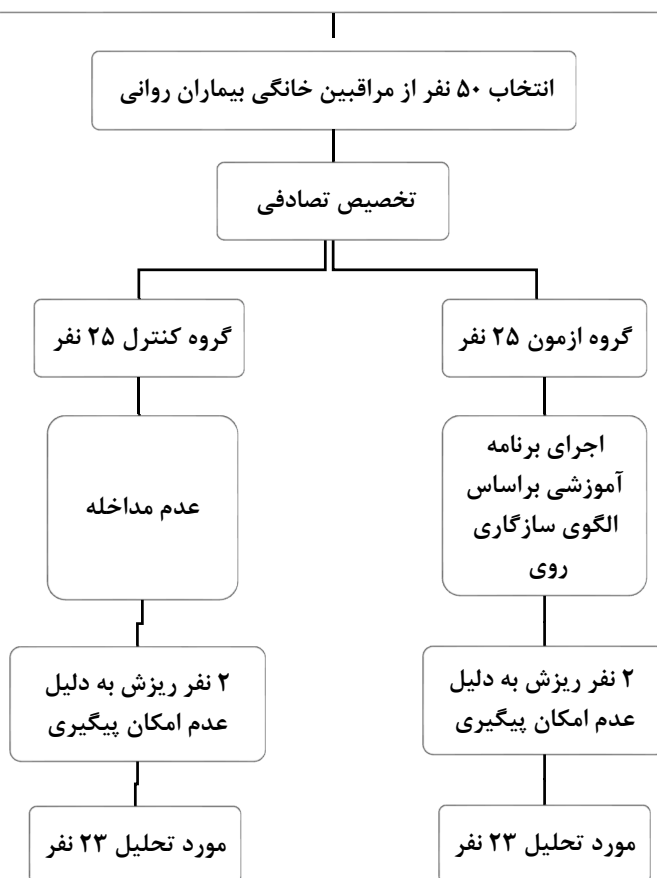 انتخاب ۵۰ نفر از مراقبین خانگی بیماران روانی
تخصیص تصادفی
گروه ازمون ۲۵ نفر
گروه کنترل ۲۵ نفر
اجرای برنامه
آموزشی براساس
الگوی سازگاری
روی
عدم مداخله
۲ نفر ریزش به دلیل
عدم امکان پیگیری
۲ نفر ریزش به دلیل
عدم امکان پیگیری
مورد تحلیل ۲۳ نفر
مورد تحلیل ۲۳ نفر